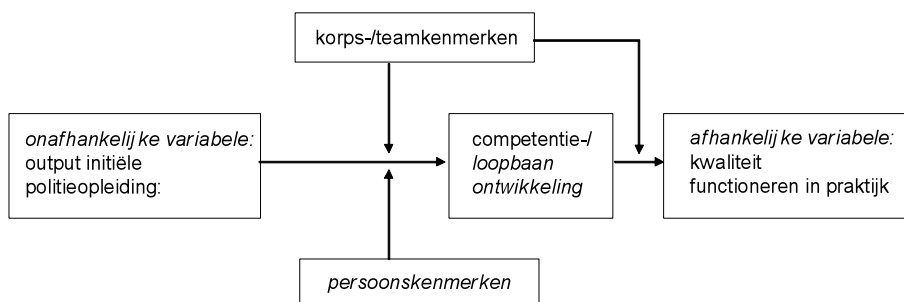 korps-/teamkenmerken
onafhankelijke variabele:
output initiële
politieopleiding:
competentie-/
loopbaan
ontwikkeling
afhankelijke variabele:
kwaliteit
functioneren in praktijk
persoonskenmerken